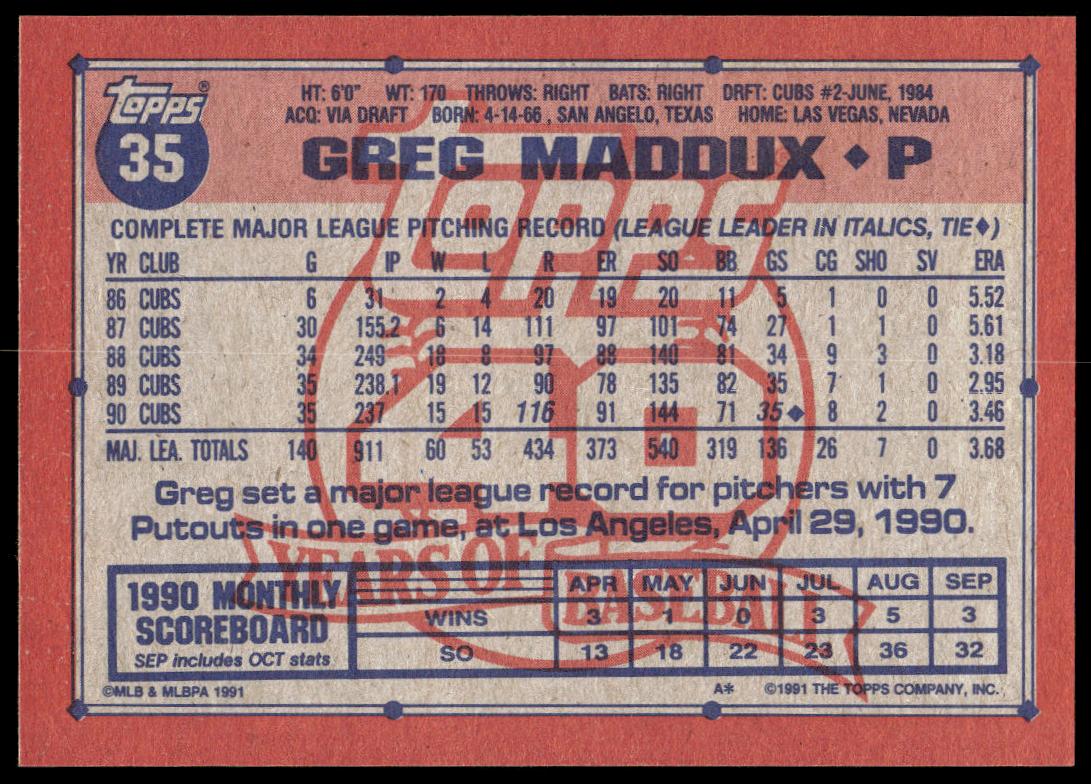 Topps®
35
HT: 6'0" WT: 170 THROWS: RIGHT BATS: RIGHT DRFT: CUBS #2-JUNE, 1984
ACQ: VIA DRAFT BORN: 4-14-66 , SAN ANGELO, TEXAS HOME: LAS VEGAS, NEVADA
GREG MADDUX ◆ P
Topps
40
YEARS OF BASEBALL
COMPLETE MAJOR LEAGUE PITCHING RECORD (LEAGUE LEADER IN ITALICS, TIE◆)
YR CLUB G IP W L R ER SO BB GS CG SHO SV ERA
86 CUBS 6 31 2 4 20 19 20 11 5 1 0 0 5.52
87 CUBS 30 155.2 6 14 111 97 101 74 27 1 1 0 5.61
88 CUBS 34 249 18 8 97 88 140 81 34 9 3 0 3.18
89 CUBS 35 238.1 19 12 90 78 135 82 35 7 1 0 2.95
90 CUBS 35 237 15 15 116 91 144 71 35◆ 8 2 0 3.46
MAJ. LEA. TOTALS 140 911 60 53 434 373 540 319 136 26 7 0 3.68
Greg set a major league record for pitchers with 7
Putouts in one game, at Los Angeles, April 29, 1990.
1990 MONTHLY
SCOREBOARD
SEP includes OCT stats
APR MAY JUN JUL AUG SEP
WINS 3 1 0 3 5 3
SO 13 18 22 23 36 32
©MLB & MLBPA 1991 A* ©1991 THE TOPPS COMPANY, INC.